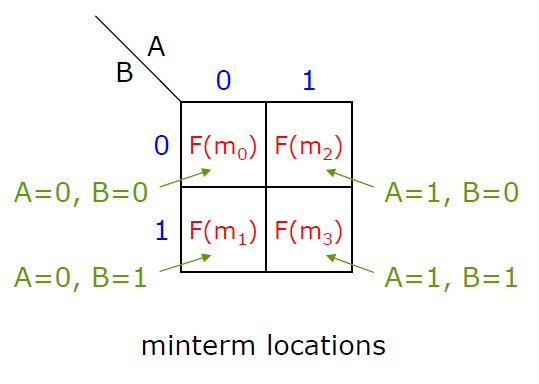 A
B
0 1
0 F(m₀) F(m₂)
A=0, B=0 A=1, B=0
1 F(m₁) F(m₃)
A=0, B=1 A=1, B=1
minterm locations